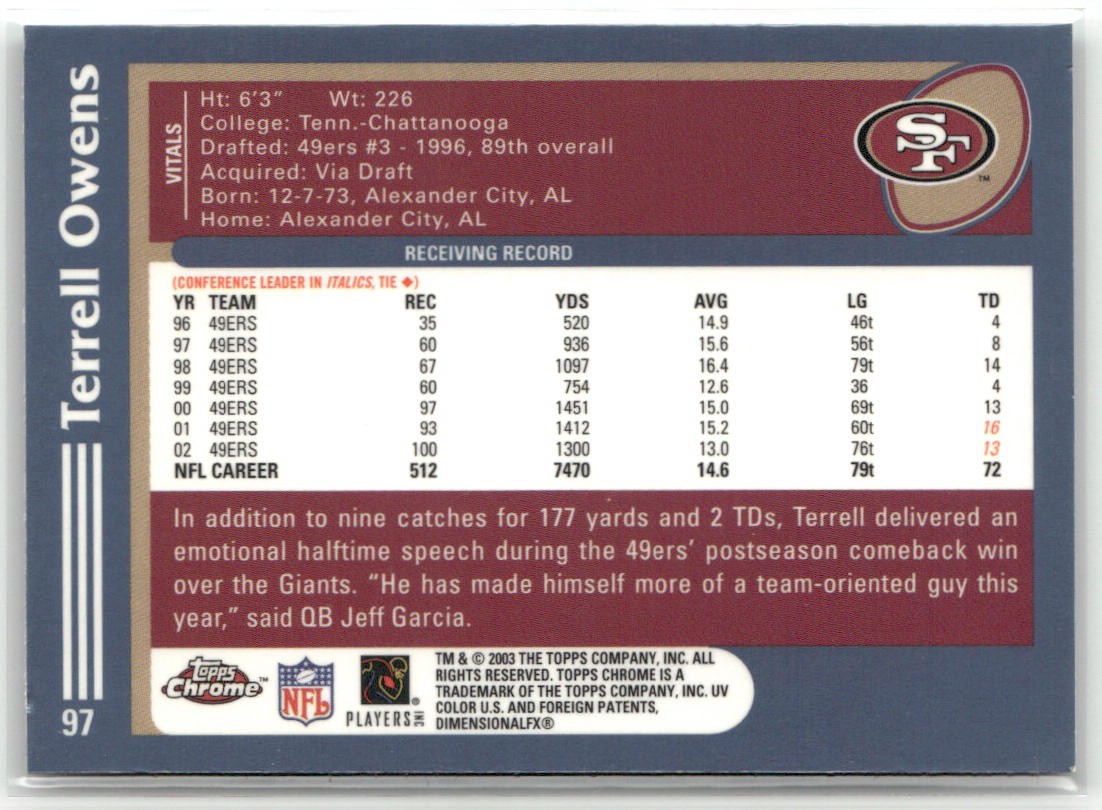 Terrell Owens
97
VITALS
Ht: 6'3" Wt: 226
College: Tenn.-Chattanooga
Drafted: 49ers #3 - 1996, 89th overall
Acquired: Via Draft
Born: 12-7-73, Alexander City, AL
Home: Alexander City, AL
SF
TM
RECEIVING RECORD
(CONFERENCE LEADER IN ITALICS, TIE ◆)
YR TEAM REC YDS AVG LG TD
96 49ERS 35 520 14.9 46t 4
97 49ERS 60 936 15.6 56t 8
98 49ERS 67 1097 16.4 79t 14
99 49ERS 60 754 12.6 36 4
00 49ERS 97 1451 15.0 69t 13
01 49ERS 93 1412 15.2 60t 16
02 49ERS 100 1300 13.0 76t 13
NFL CAREER 512 7470 14.6 79t 72
In addition to nine catches for 177 yards and 2 TDs, Terrell delivered an
emotional halftime speech during the 49ers' postseason comeback win
over the Giants. "He has made himself more of a team-oriented guy this
year," said QB Jeff Garcia.
Topps
Chrome™
NFL
PLAYERS INC
®
TM & © 2003 THE TOPPS COMPANY, INC. ALL
RIGHTS RESERVED. TOPPS CHROME IS A
TRADEMARK OF THE TOPPS COMPANY, INC. UV
COLOR U.S. AND FOREIGN PATENTS,
DIMENSIONALFX®